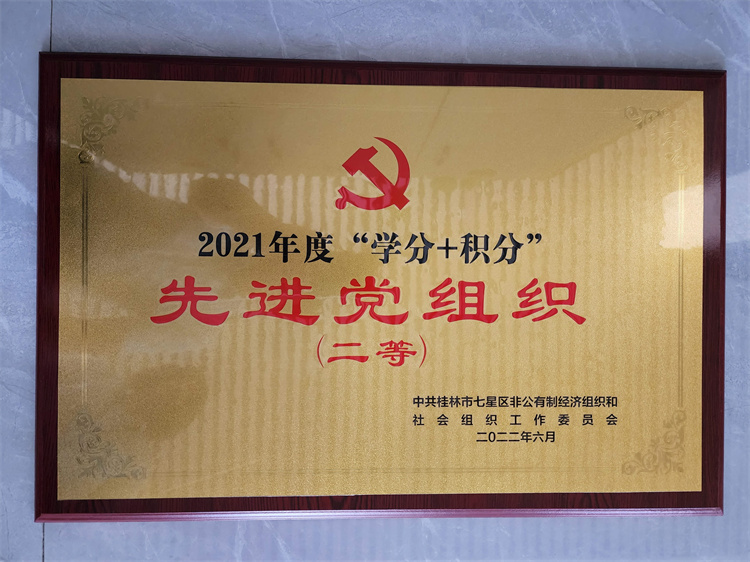 2021年度“学分+积分”
先进党组织
(二等)
中共桂林市七星区非公有制经济组织和
社会组织工作委员会
二〇二二年六月